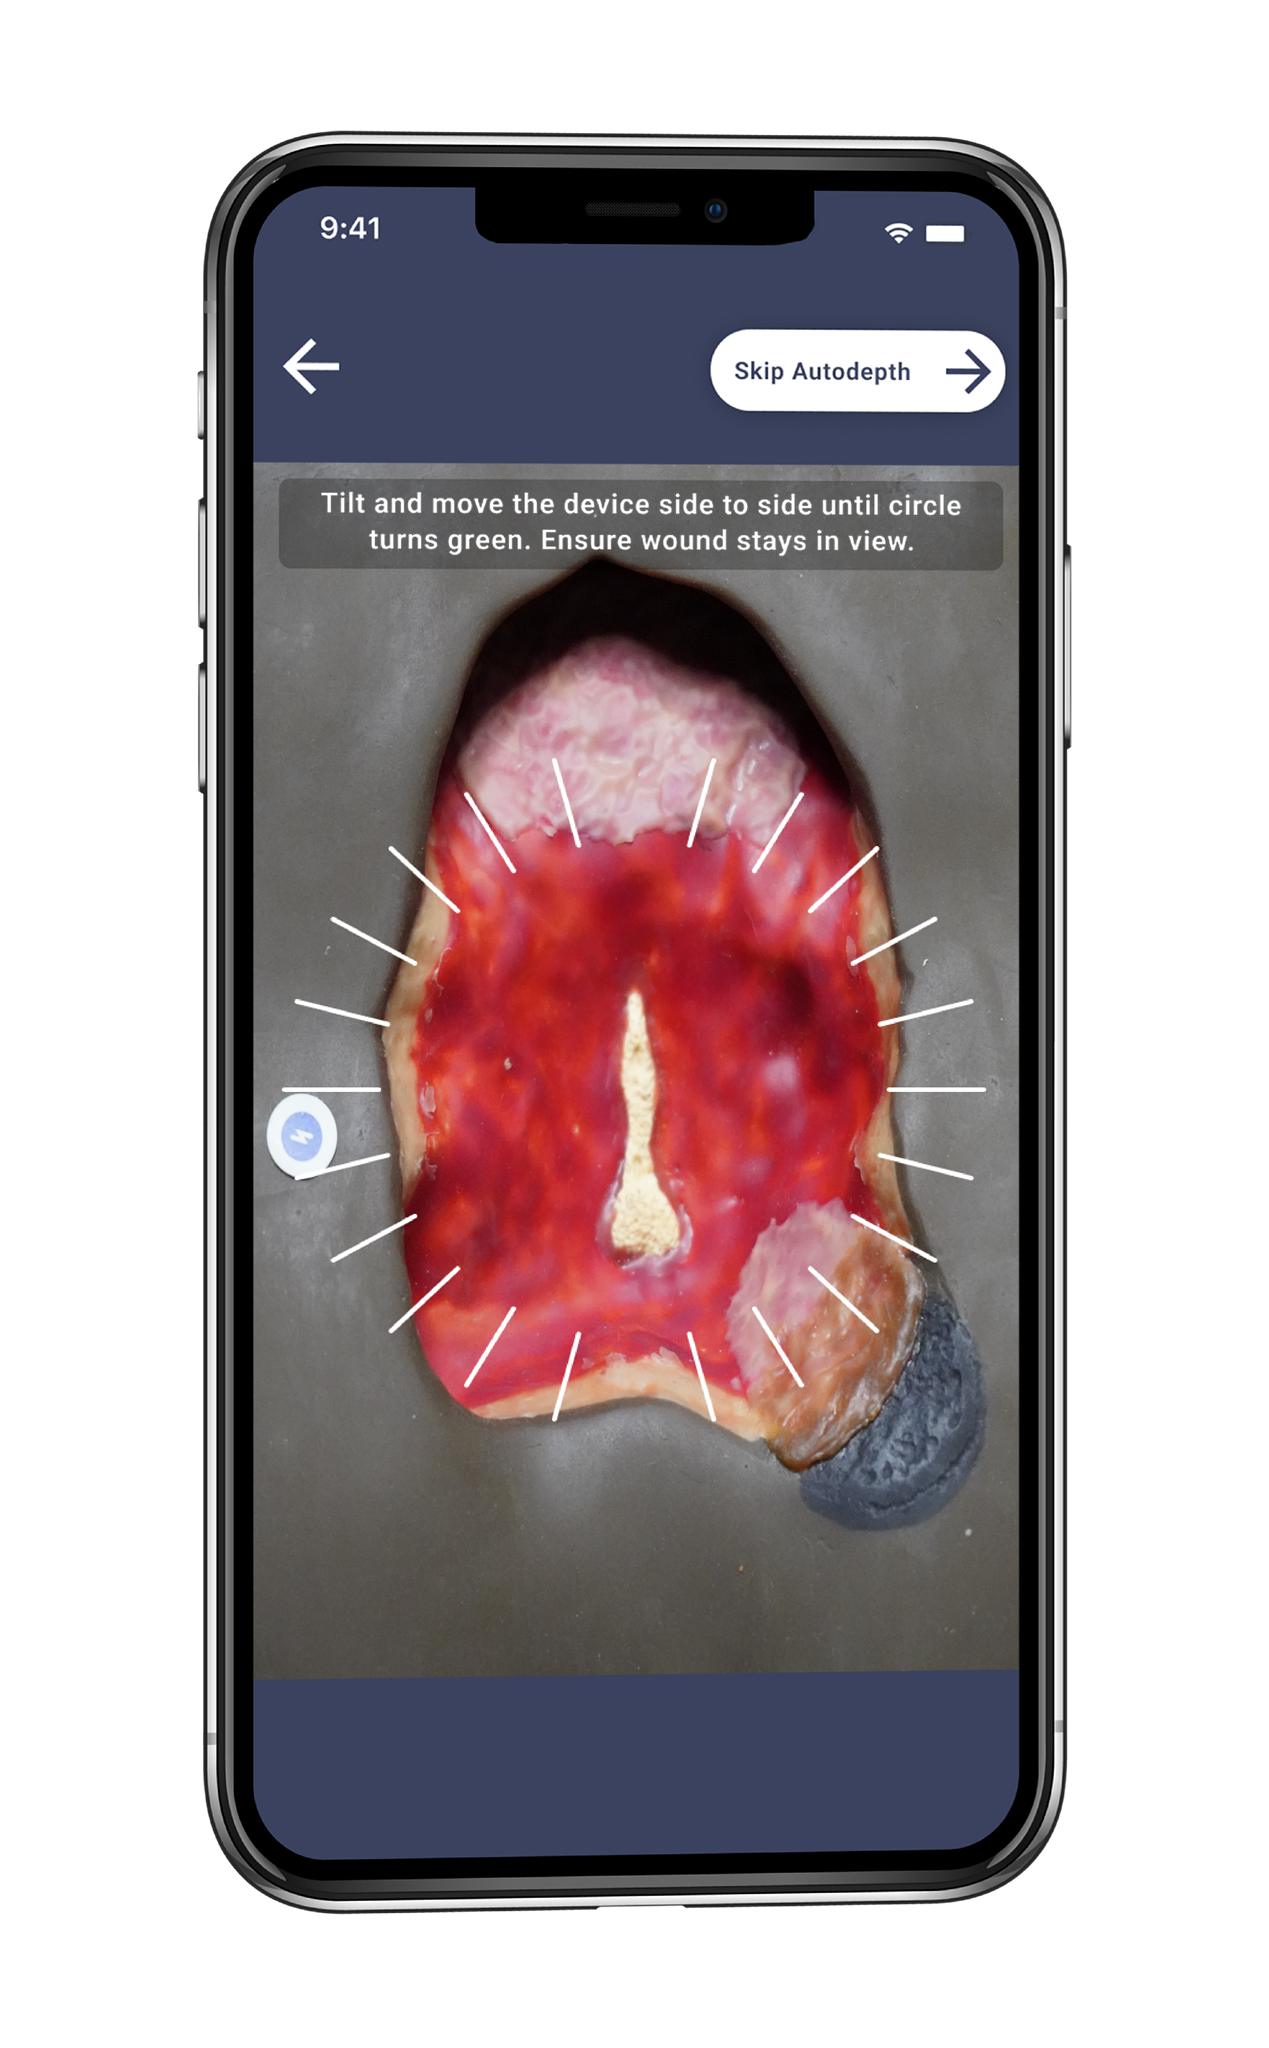 9:41
Skip Autodepth
Tilt and move the device side to side until circle
turns green. Ensure wound stays in view.